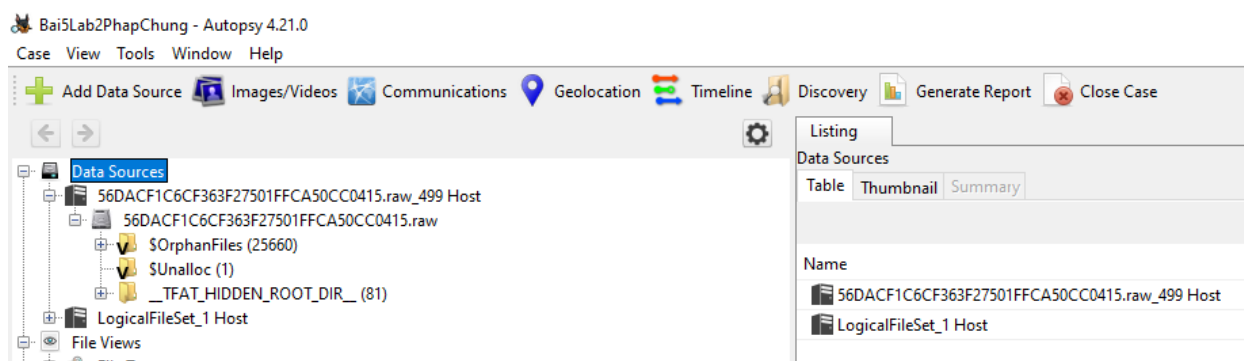 Bai5Lab2PhapChung - Autopsy 4.21.0
Case View Tools Window Help
Add Data Source Images/Videos Communications Geolocation Timeline Discovery Generate Report Close Case
Listing
Data Sources
Table Thumbnail Summary
Name
56DACF1C6CF363F27501FFCA50CC0415.raw_499 Host
LogicalFileSet_1 Host
Data Sources
56DACF1C6CF363F27501FFCA50CC0415.raw_499 Host
56DACF1C6CF363F27501FFCA50CC0415.raw
$OrphanFiles (25660)
$Unalloc (1)
__TFAT_HIDDEN_ROOT_DIR__ (81)
LogicalFileSet_1 Host
File Views